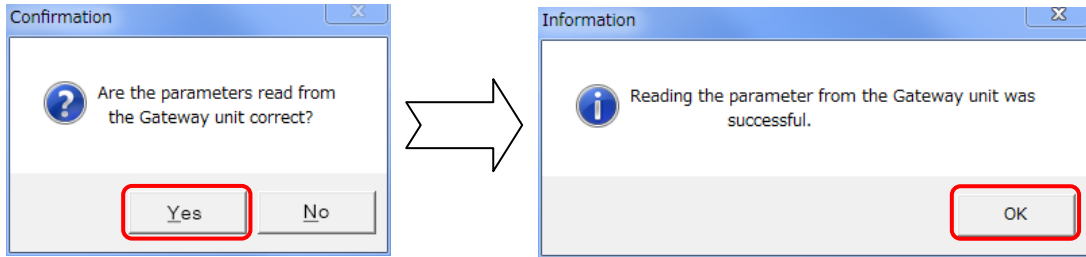 Confirmation
Are the parameters read from
the Gateway unit correct?
Yes
No
Information
Reading the parameter from the Gateway unit was
successful.
OK